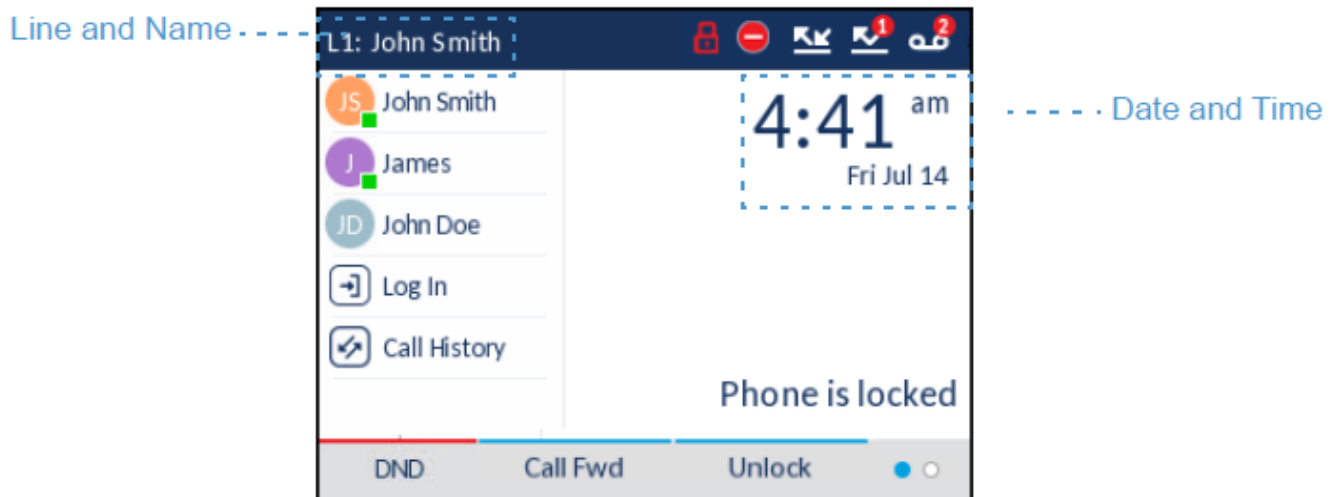 Line and Name
L1: John Smith
1
2
JS John Smith
4:41 am
Date and Time
J James
Fri Jul 14
JD John Doe
Log In
Call History
Phone is locked
DND Call Fwd Unlock